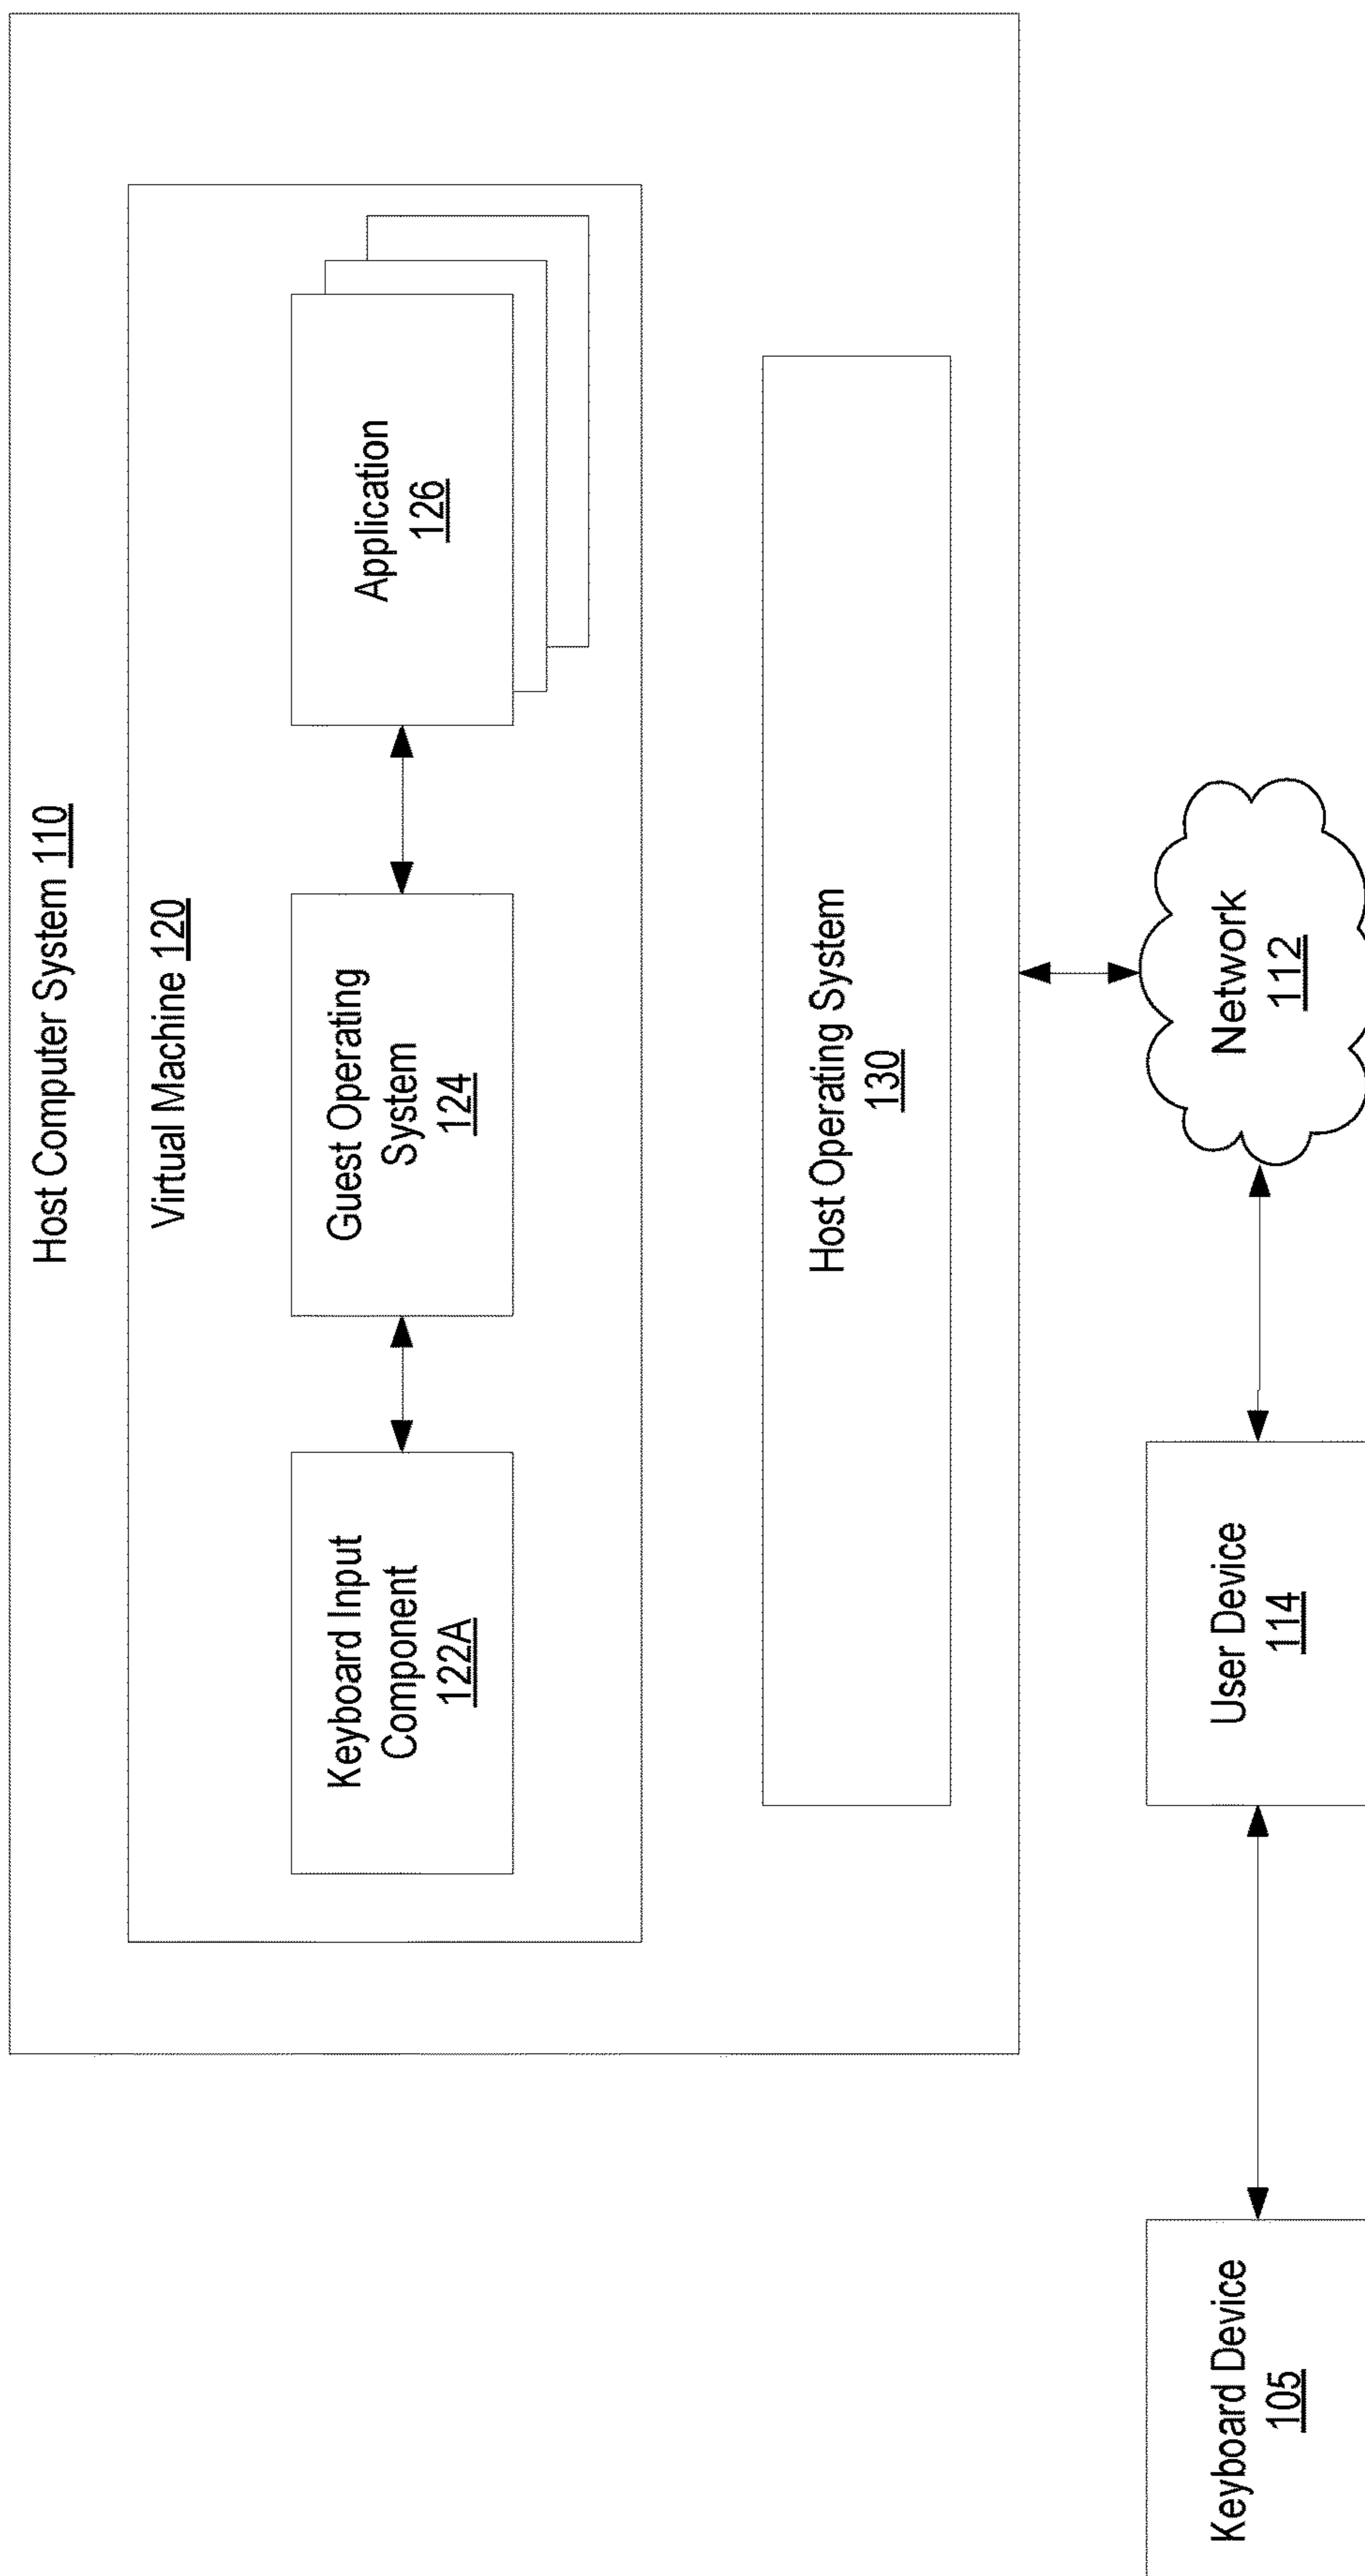 Host Computer System 110
Virtual Machine 120
Keyboard Input
Component
122A
Guest Operating
System
124
Application
126
Host Operating System
130
Keyboard Device
105
User Device
114
Network
112